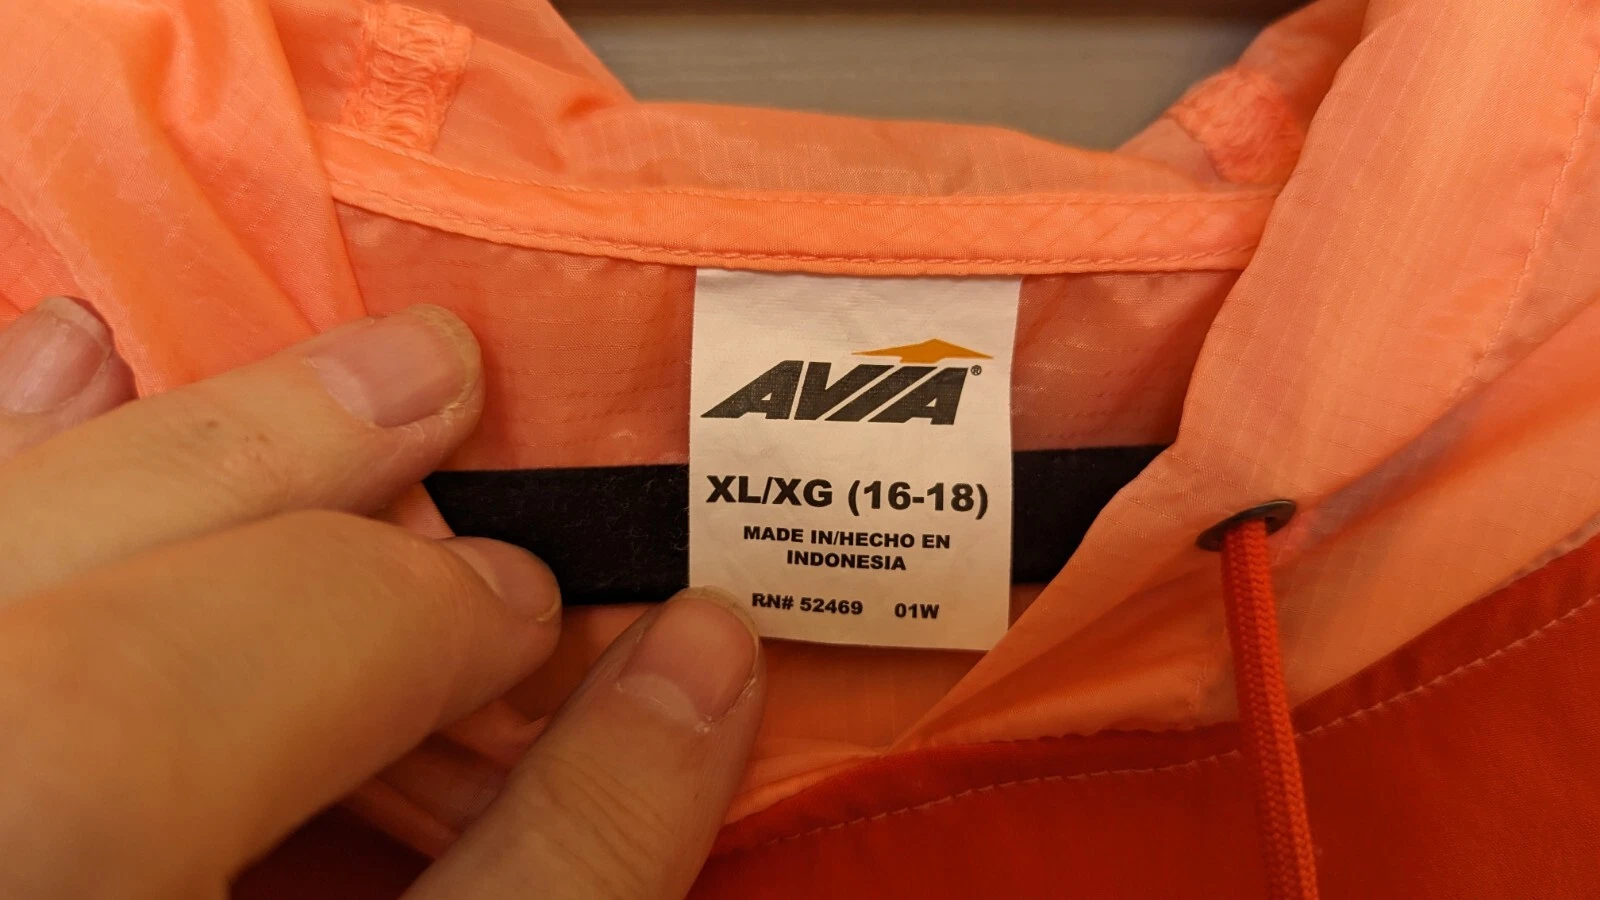 AVIA®
XL/XG (16-18)
MADE IN/HECHO EN
INDONESIA
RN# 52469 01W